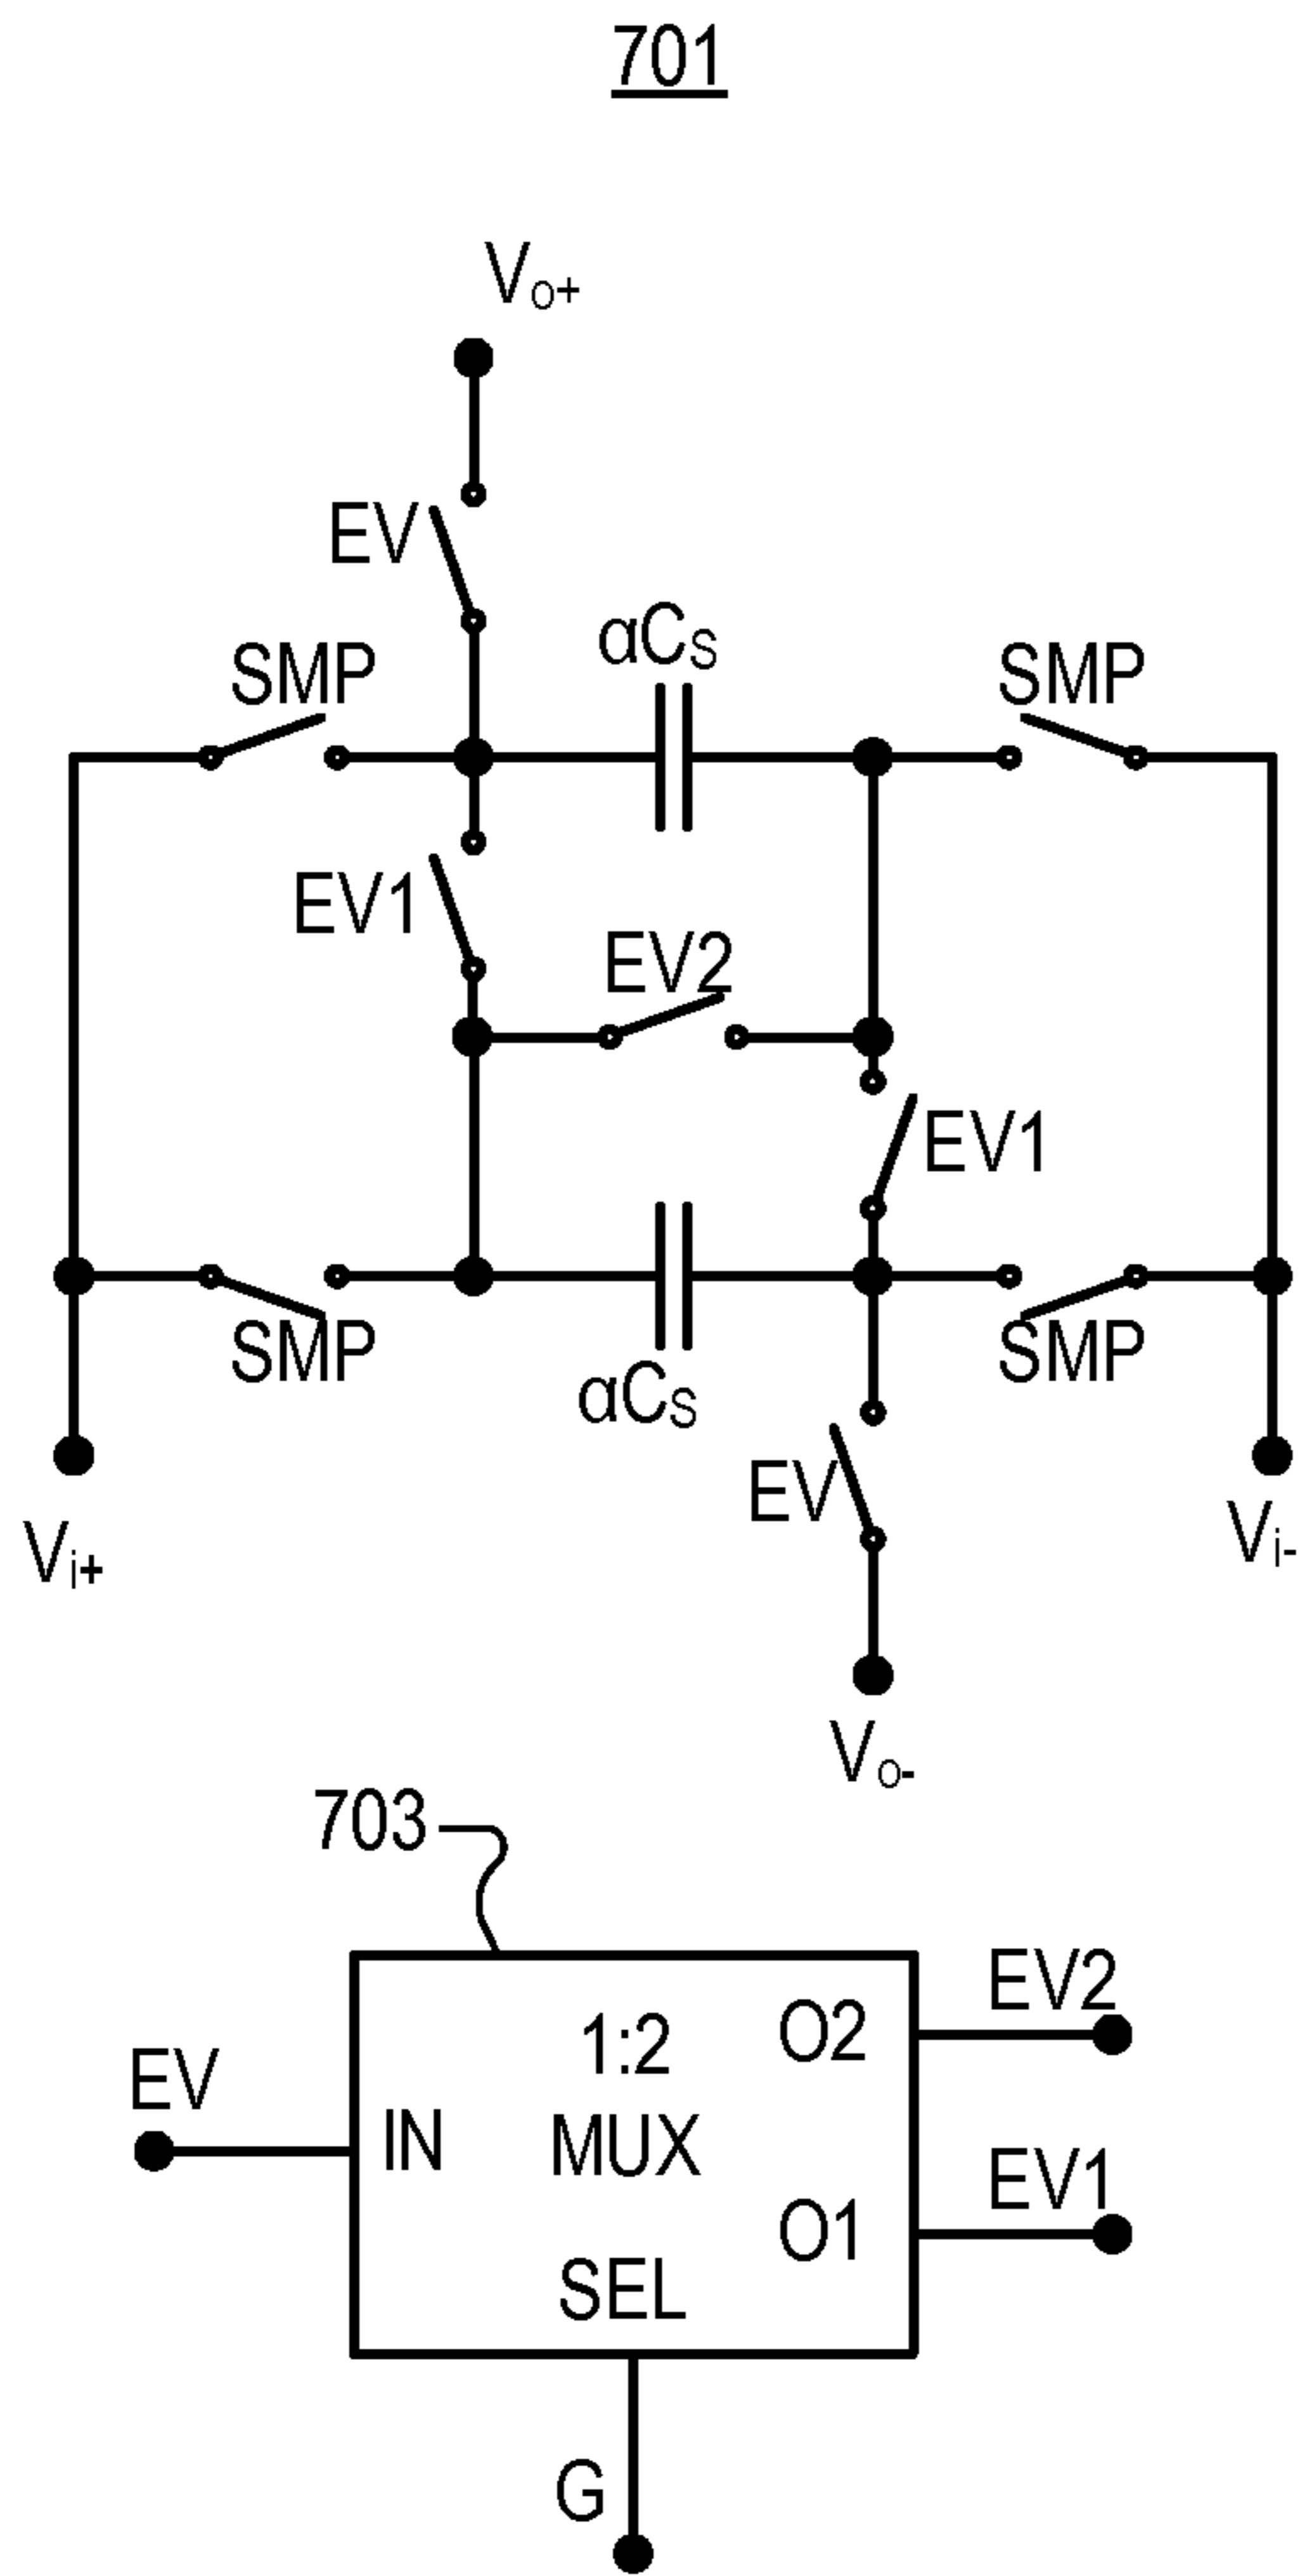 701
Vo+
EV
αCS
SMP SMP
EV1
EV2
EV1
SMP SMP
αCS
EV
Vi+ Vi-
Vo-
703
EV2
1:2 O2
EV
IN MUX
EV1
O1
SEL
G